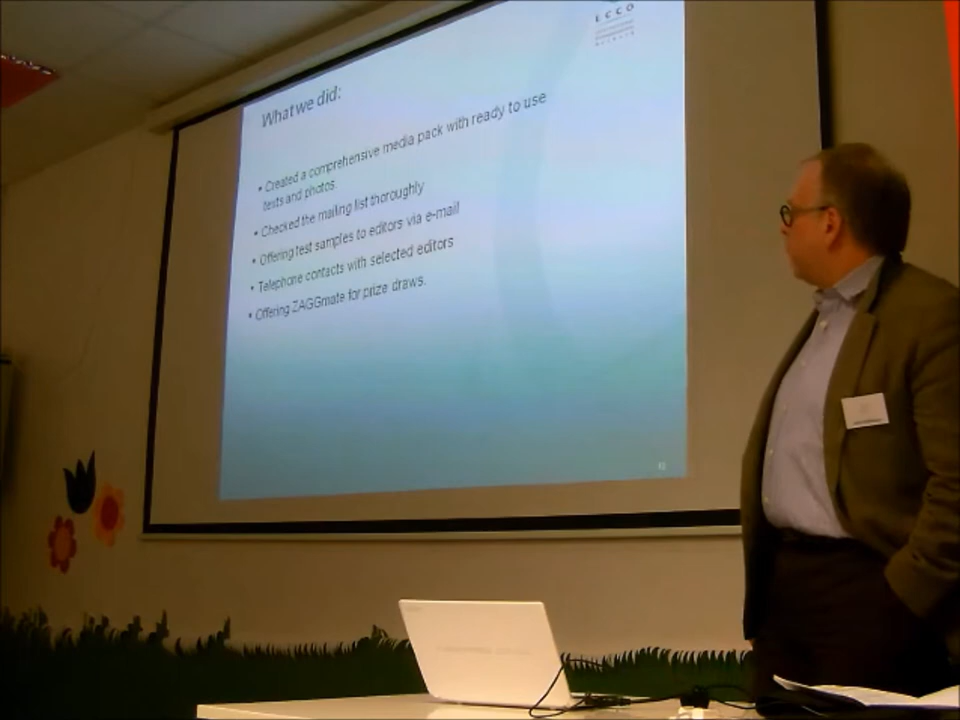 ECCO
NETWORK
What we did:
• Created a comprehensive media pack with ready to use
texts and photos.
• Checked the mailing list thoroughly
• Offering test samples to editors via e-mail
• Telephone contacts with selected editors
• Offering ZAGGmate for prize draws.